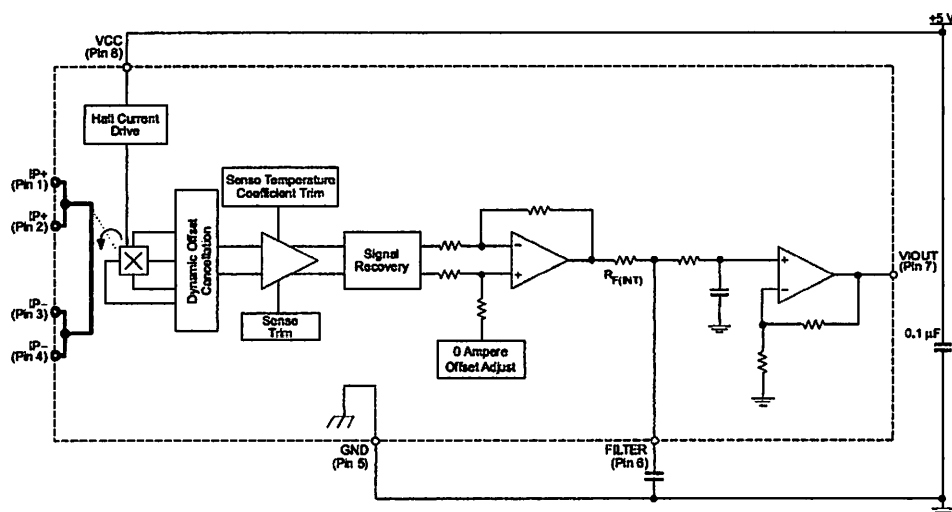 +5 V
VCC
(Pin 8)
Hall Current
Drive
IP+
(Pin 1)
IP+
(Pin 2)
IP−
(Pin 3)
IP−
(Pin 4)
Dynamic Offset
Cancellation
Sense Temperature
Coefficient Trim
Sense
Trim
Signal
Recovery
0 Ampere
Offset Adjust
−
+
RF(INT)
+
−
VIOUT
(Pin 7)
0.1 µF
GND
(Pin 5)
FILTER
(Pin 6)